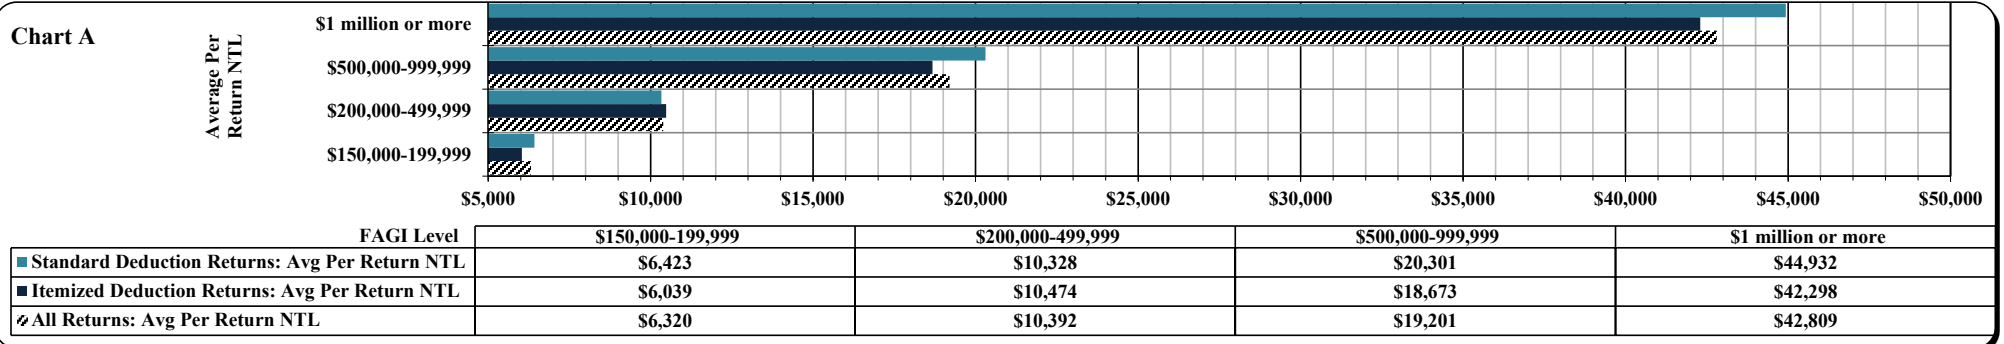 Chart A
Average Per
Return NTL
$1 million or more
$500,000-999,999
$200,000-499,999
$150,000-199,999
$5,000 $10,000 $15,000 $20,000 $25,000 $30,000 $35,000 $40,000 $45,000 $50,000
FAGI Level $150,000-199,999 $200,000-499,999 $500,000-999,999 $1 million or more
Standard Deduction Returns: Avg Per Return NTL $6,423 $10,328 $20,301 $44,932
Itemized Deduction Returns: Avg Per Return NTL $6,039 $10,474 $18,673 $42,298
All Returns: Avg Per Return NTL $6,320 $10,392 $19,201 $42,809